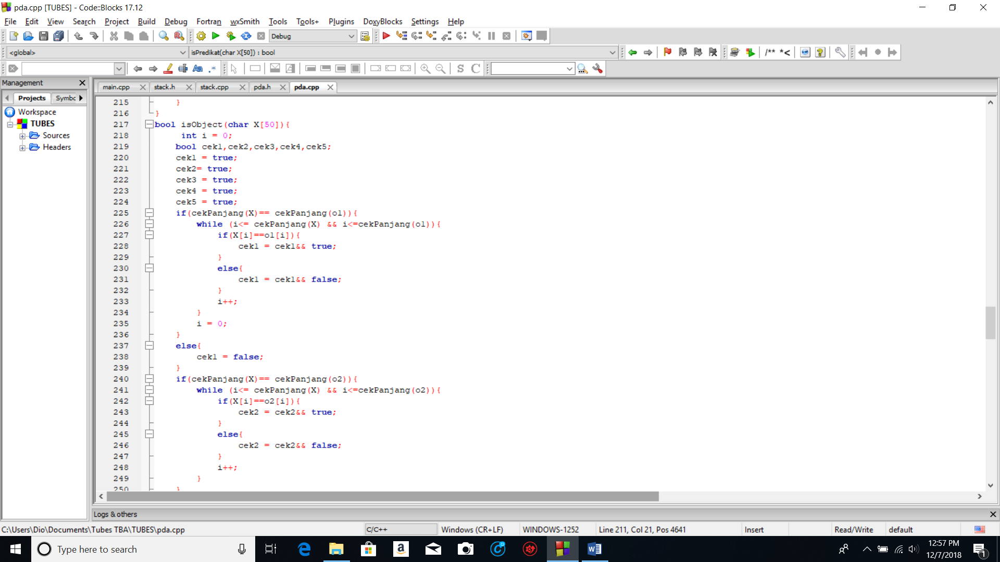 pda.cpp [TUBES] - Code::Blocks 17.12
File Edit View Search Project Build Debug Fortran wxSmith Tools Tools+ Plugins DoxyBlocks Settings Help
Debug
<global> isPredikat(char X[50]) : bool /** *<
Aa .* S C
Management
main.cpp stack.h stack.cpp pda.h pda.cpp
Projects Symbc
Workspace
TUBES
Sources
Headers
215 }
216 }
217 bool isObject(char X[50]){
218 int i = 0;
219 bool cek1,cek2,cek3,cek4,cek5;
220 cek1 = true;
221 cek2= true;
222 cek3 = true;
223 cek4 = true;
224 cek5 = true;
225 if(cekPanjang(X)== cekPanjang(o1)){
226 while (i<= cekPanjang(X) && i<=cekPanjang(o1)){
227 if(X[i]==o1[i]){
228 cek1 = cek1&& true;
229 }
230 else{
231 cek1 = cek1&& false;
232 }
233 i++;
234 }
235 i = 0;
236 }
237 else{
238 cek1 = false;
239 }
240 if(cekPanjang(X)== cekPanjang(o2)){
241 while (i<= cekPanjang(X) && i<=cekPanjang(o2)){
242 if(X[i]==o2[i]){
243 cek2 = cek2&& true;
244 }
245 else{
246 cek2 = cek2&& false;
247 }
248 i++;
249 }
250 }
Logs & others
C:\Users\Dio\Documents\Tubes TBA\TUBES\pda.cpp C/C++ Windows (CR+LF) WINDOWS-1252 Line 211, Col 21, Pos 4641 Insert Read/Write default
Type here to search
12:57 PM
12/7/2018
1